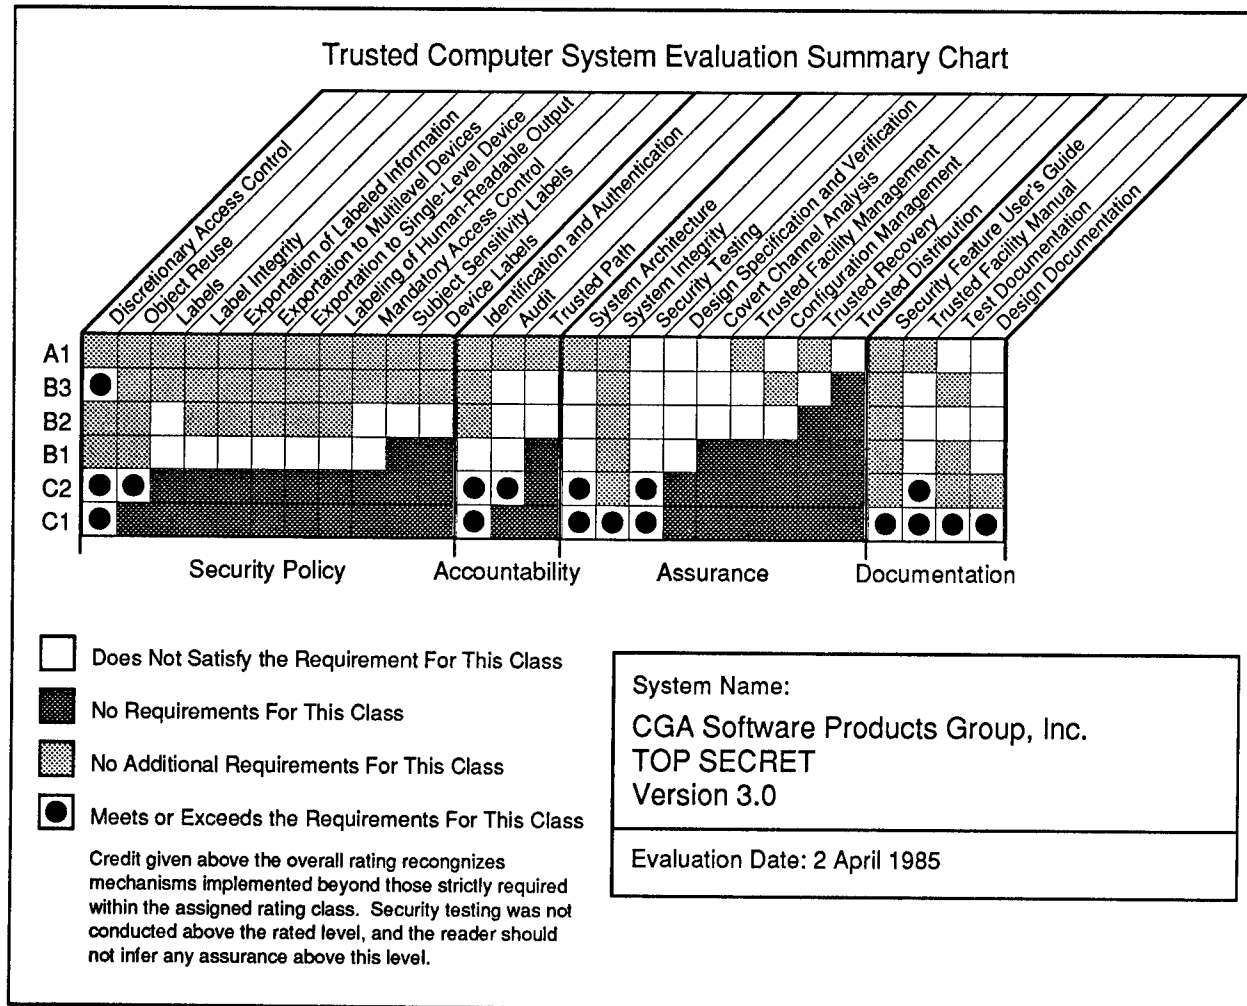 Trusted Computer System Evaluation Summary Chart
Discretionary Access Control
Object Reuse
Labels
Label Integrity
Exportation of Labeled Information
Exportation to Multilevel Devices
Exportation to Single-Level Device
Labeling of Human-Readable Output
Mandatory Access Control
Subject Sensitivity Labels
Device Labels
Identification and Authentication
Audit
Trusted Path
System Architecture
System Integrity
Security Testing
Design Specification and Verification
Covert Channel Analysis
Trusted Facility Management
Configuration Management
Trusted Recovery
Trusted Distribution
Security Feature User's Guide
Trusted Facility Manual
Test Documentation
Design Documentation
A1
B3
B2
B1
C2
C1
Security Policy
Accountability
Assurance
Documentation
Does Not Satisfy the Requirement For This Class
No Requirements For This Class
No Additional Requirements For This Class
Meets or Exceeds the Requirements For This Class
Credit given above the overall rating recongnizes
mechanisms implemented beyond those strictly required
within the assigned rating class. Security testing was not
conducted above the rated level, and the reader should
not infer any assurance above this level.
System Name:
CGA Software Products Group, Inc.
TOP SECRET
Version 3.0
Evaluation Date: 2 April 1985